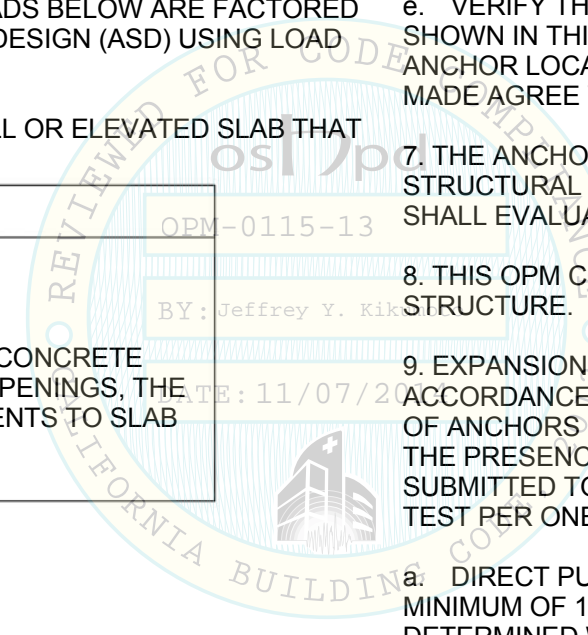 ADS BELOW ARE FACTORED
DESIGN (ASD) USING LOAD
LL OR ELEVATED SLAB THAT
CONCRETE
PENINGS, THE
ENTS TO SLAB
e. VERIFY TH
SHOWN IN THI
ANCHOR LOCA
MADE AGREE
7. THE ANCHO
STRUCTURAL
SHALL EVALUA
8. THIS OPM C
STRUCTURE.
9. EXPANSION
ACCORDANCE
OF ANCHORS
THE PRESENC
SUBMITTED TO
TEST PER ONE
a. DIRECT PU
MINIMUM OF 1
DETERMINED
REVIEWED FOR CODE COMPLIANCE
oshpd
OPM-0115-13
BY: Jeffrey Y.
DATE: 11/07/2014
CALIFORNIA BUILDING CODE